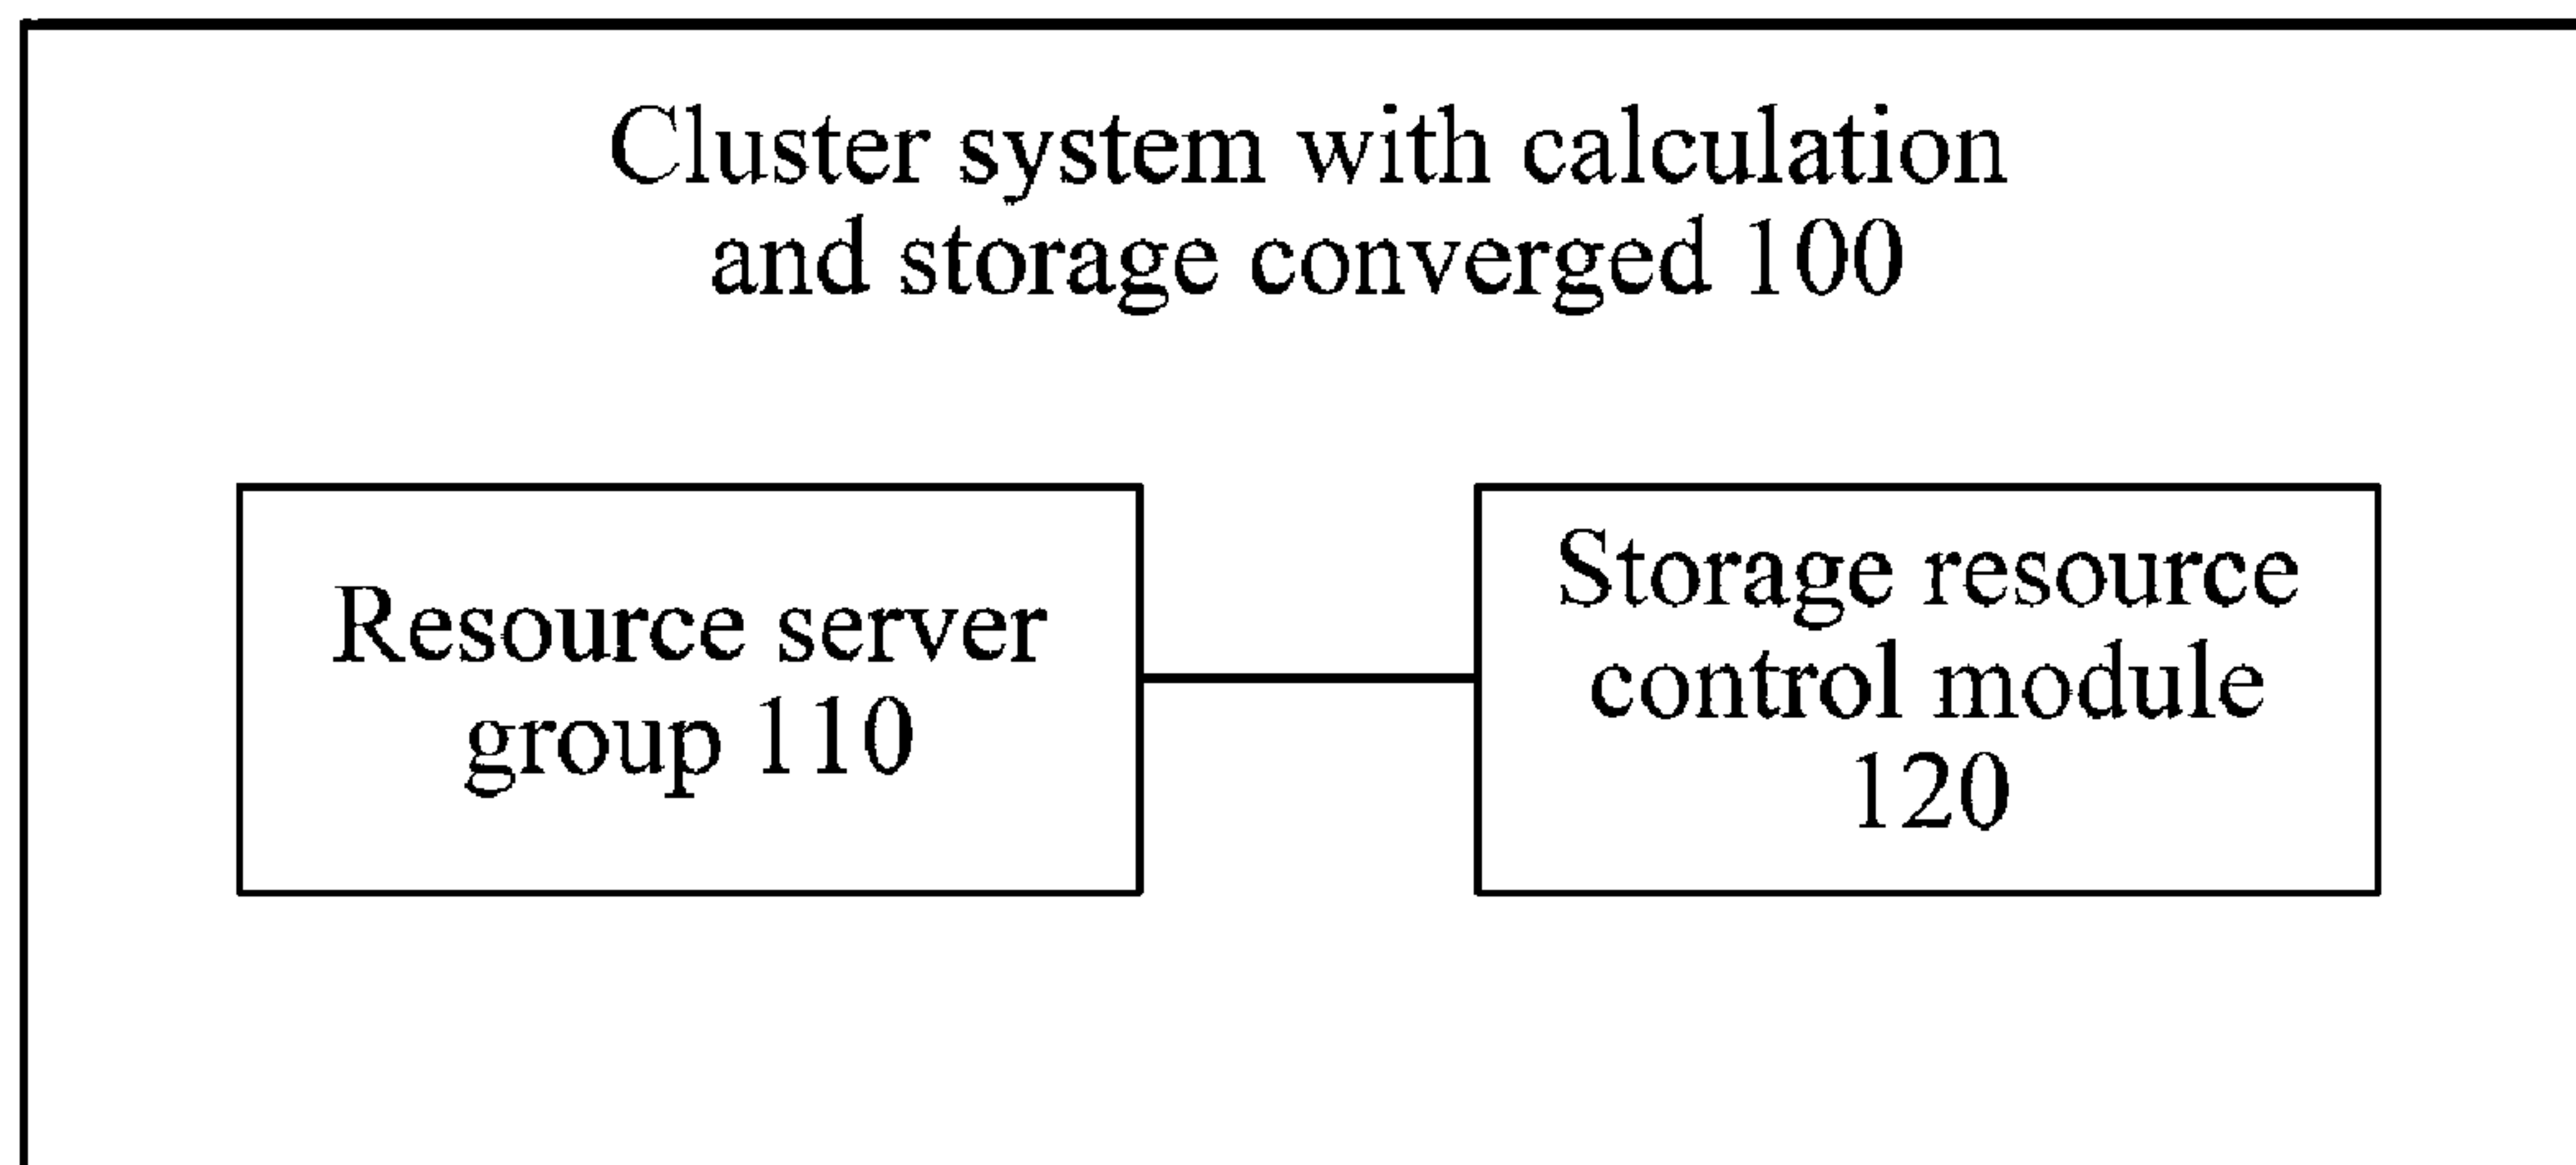 Cluster system with calculation
and storage converged 100
Resource server
group 110
Storage resource
control module
120